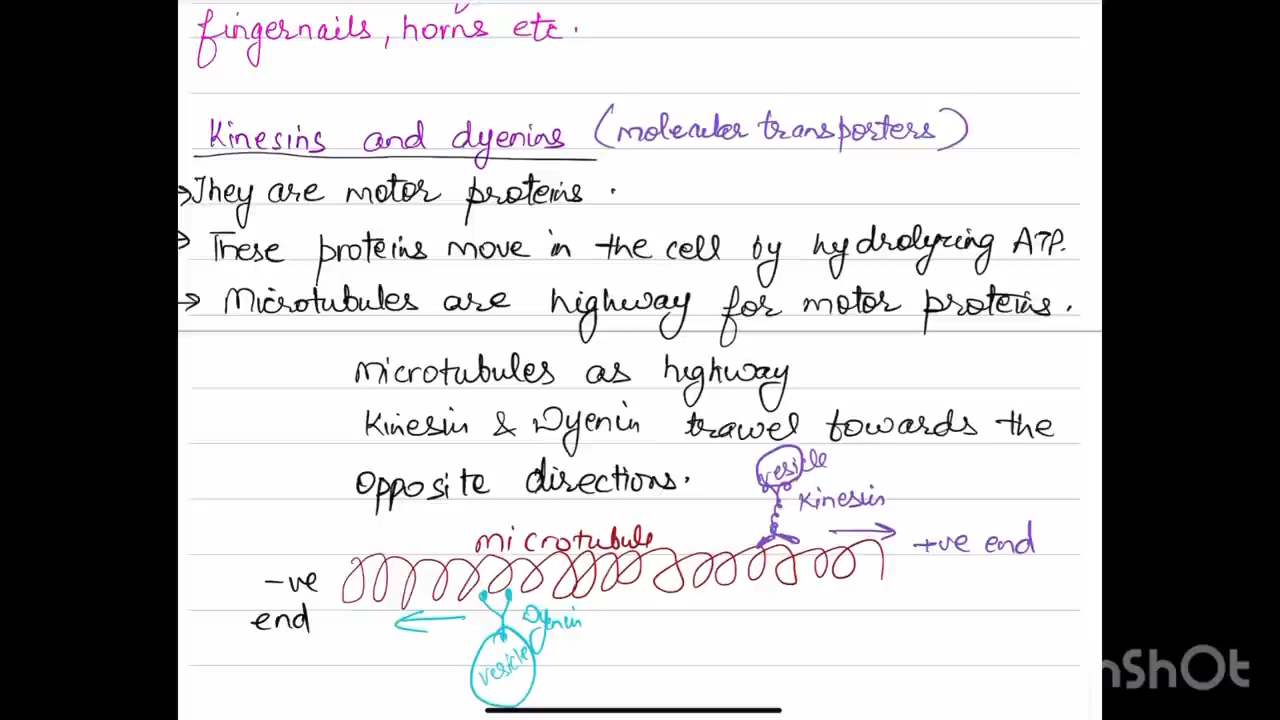 fingernails, horns etc.
Kinesins and dyenins (molecular transporters)
→They are motor proteins.
→ These proteins move in the cell by hydrolyzing ATP.
→ Microtubules are highway for motor proteins.
Microtubules as highway
Kinesin & Dyenin travel towards the
opposite directions.
vesicle
Kinesin
microtubule
+ve end
-ve
end
Dyenin
vesicle
nShOt